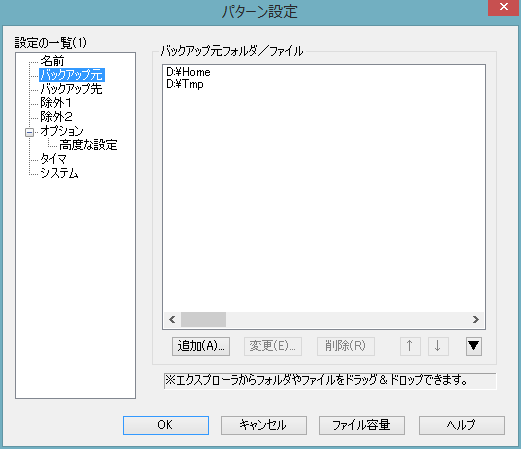 パターン設定
設定の一覧(1)
名前
バックアップ元
バックアップ先
除外1
除外2
オプション
高度な設定
タイマ
システム
バックアップ元フォルダ/ファイル
D:¥Home
D:¥Tmp
追加(A)...
変更(E)...
削除(R)
↑
↓
▼
※エクスプローラからフォルダやファイルをドラッグ&ドロップできます。
OK
キャンセル
ファイル容量
ヘルプ